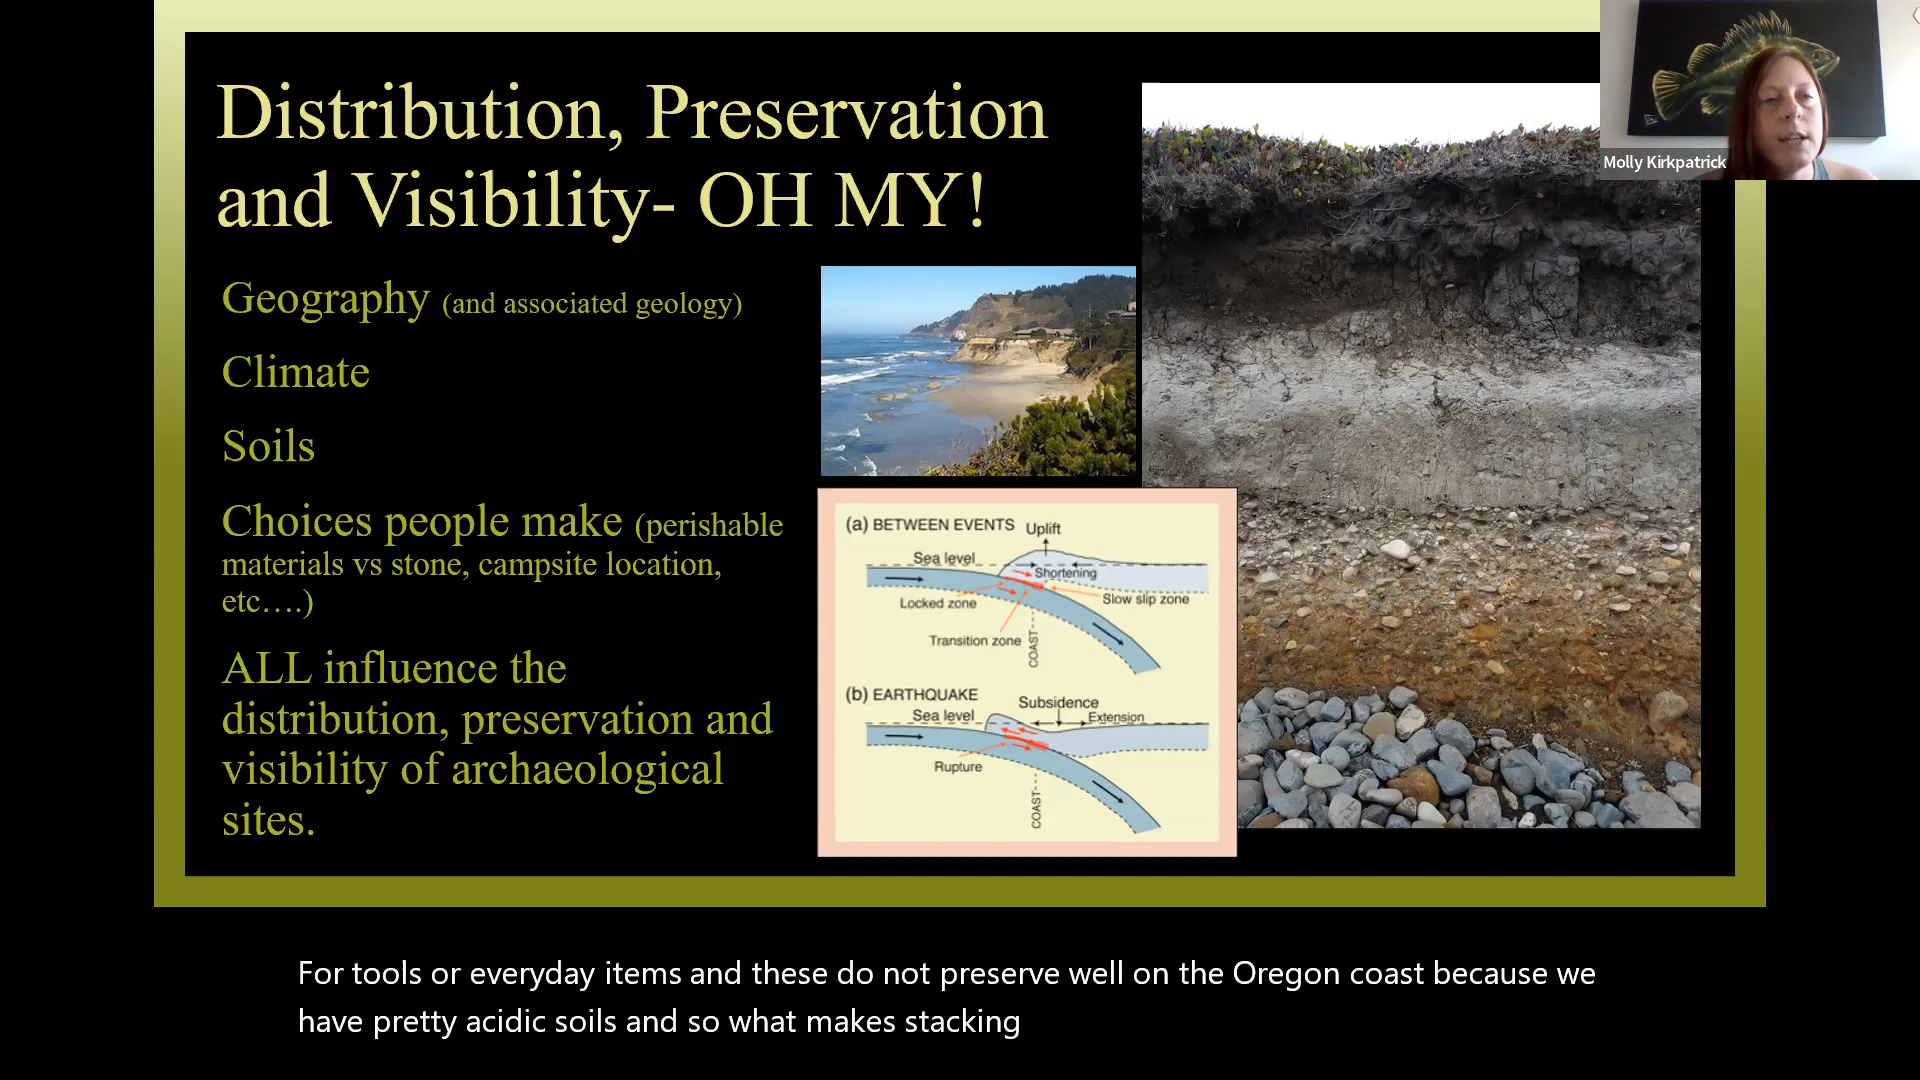 Distribution, Preservation
and Visibility- OH MY!
Geography (and associated geology)
Climate
Soils
Choices people make (perishable
materials vs stone, campsite location,
etc….)
ALL influence the
distribution, preservation and
visibility of archaeological
sites.
(a) BETWEEN EVENTS
Uplift
Sea level
Shortening
Locked zone
Slow slip zone
Transition zone
COAST
(b) EARTHQUAKE
Subsidence
Sea level
Extension
Rupture
COAST
Molly Kirkpatrick
For tools or everyday items and these do not preserve well on the Oregon coast because we
have pretty acidic soils and so what makes stacking